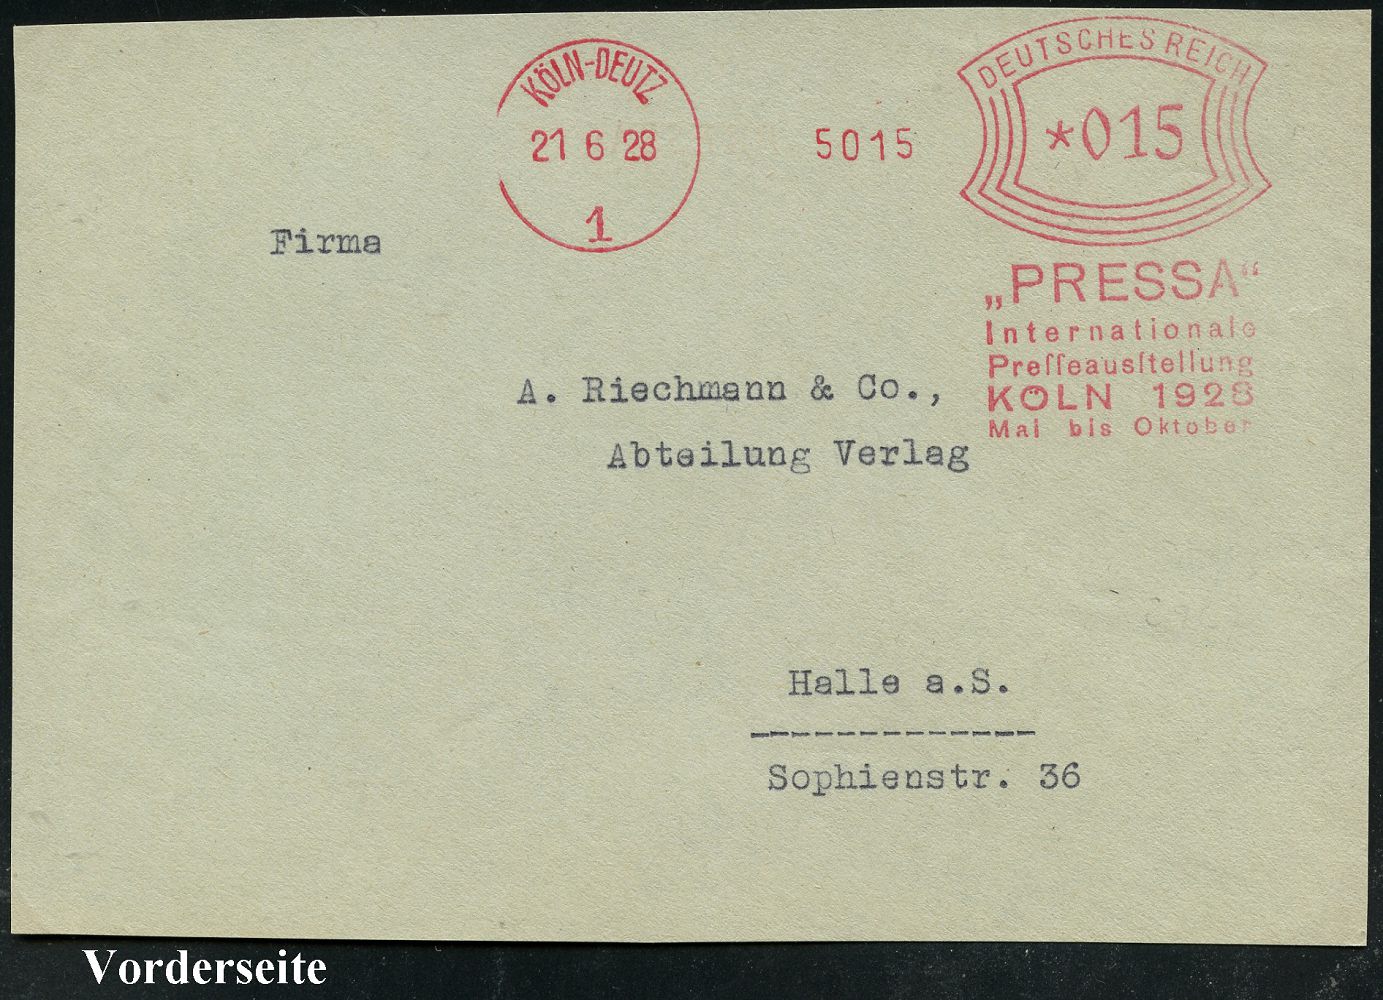 KÖLN-DEUTZ
21 6 28
1
5015
DEUTSCHES REICH
*015
„PRESSA“
Internationale
Preſſeausſtellung
KÖLN 1928
Mai bis Oktober
Firma
A. Riechmann & Co.,
Abteilung Verlag
Halle a.S.
-------------
Sophienstr. 36
Vorderseite